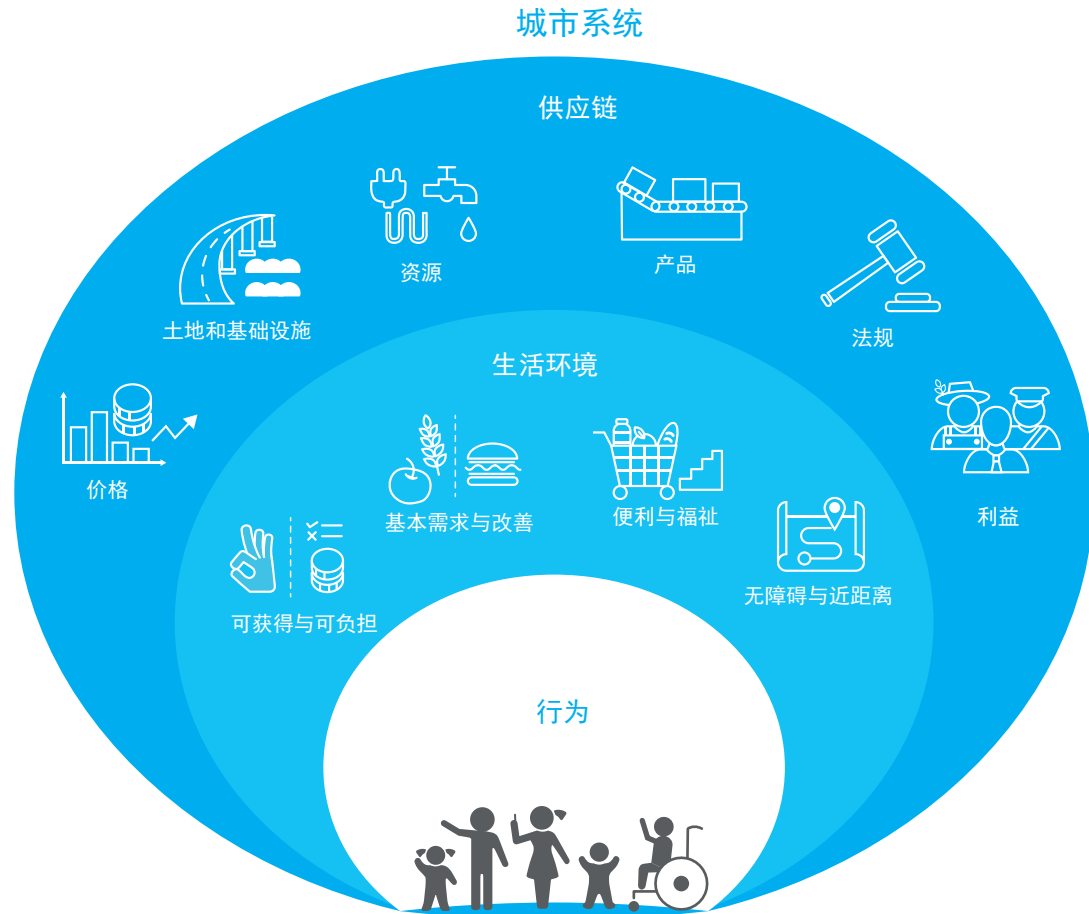 城市系统
供应链
资源
产品
土地和基础设施
法规
价格
利益
生活环境
基本需求与改善
便利与福祉
可获得与可负担
无障碍与近距离
行为